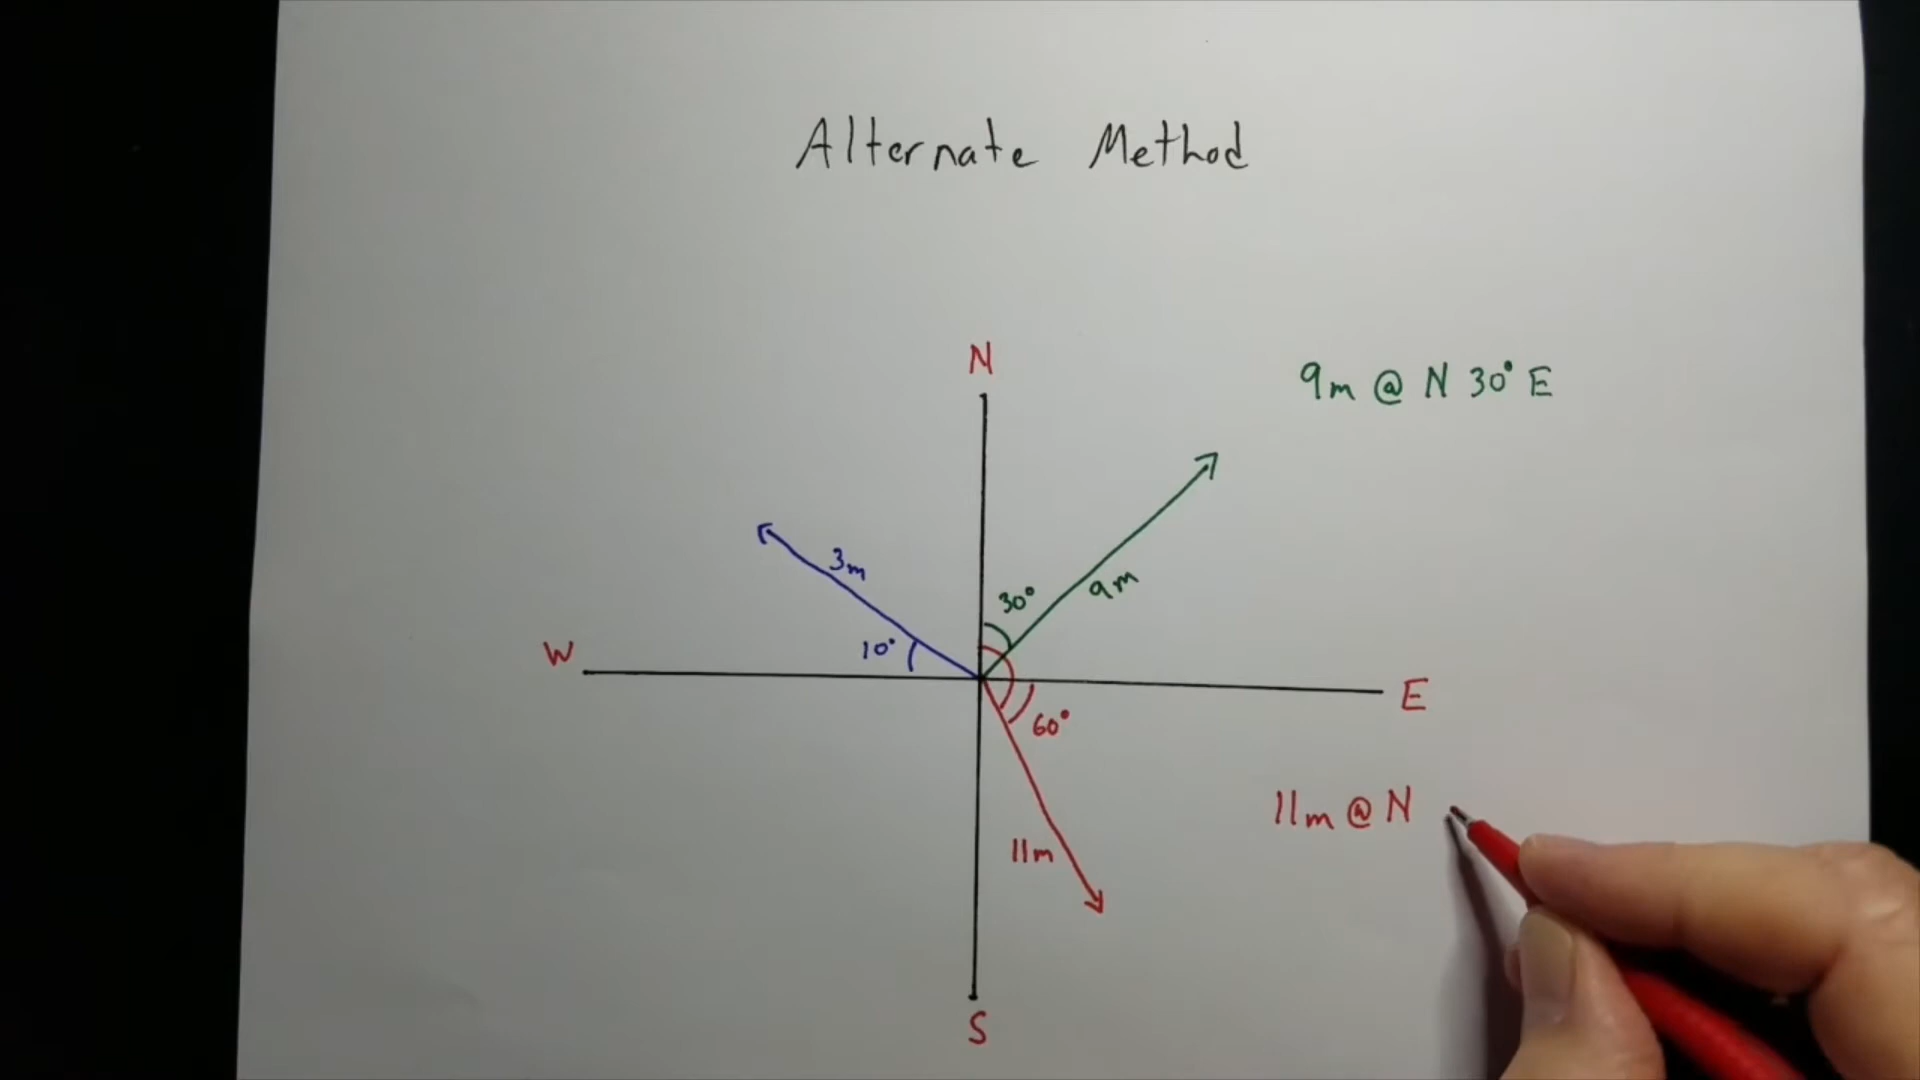 Alternate Method
N
9m @ N 30° E
3m
30°
9m
10°
W
E
60°
11m @ N
11m
S